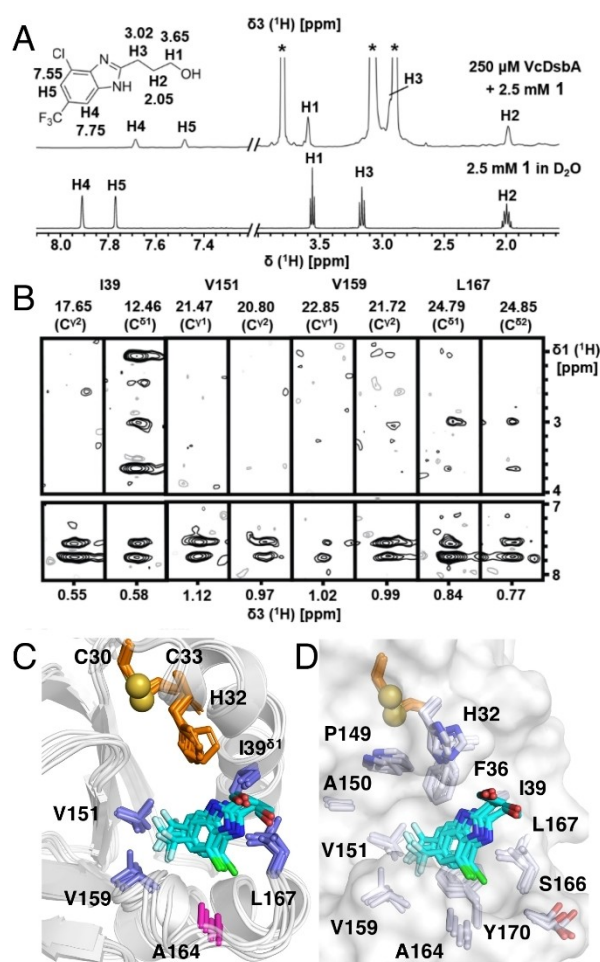 A
δ3 (¹H) [ppm]
3.02 3.65
Cl N H3 H1
7.55 OH
H5 N NH H2
F₃C H4 2.05
7.75
* * *
H3
250 µM VcDsbA
+ 2.5 mM 1
H4 H5 H1 H2
H4 H5 H1 H3 2.5 mM 1 in D₂O H2
8.0 7.8 7.6 7.4 3.5 3.0 2.5 2.0
δ (¹H) [ppm]
B
I39 V151 V159 L167
17.65 12.46 21.47 20.80 22.85 21.72 24.79 24.85
(Cγ2) (Cδ1) (Cγ1) (Cγ2) (Cγ1) (Cγ2) (Cδ1) (Cδ2)
δ1 (¹H)
[ppm]
3
4
7
8
0.55 0.58 1.12 0.97 1.02 0.99 0.84 0.77
δ3 (¹H) [ppm]
C
C30 C33
H32
I39δ1
V151
V159
L167
A164
D
H32
P149
A150 F36
I39
L167
V151
S166
V159
Y170
A164